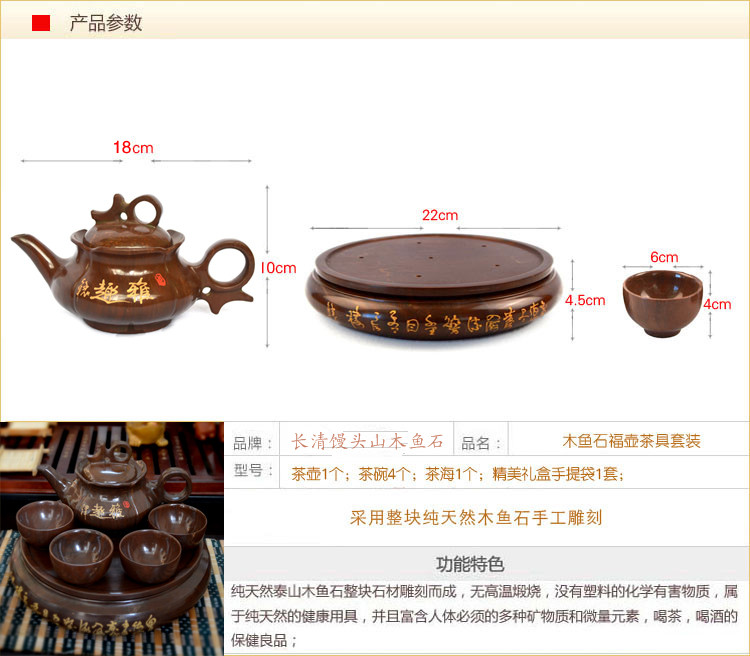 产品参数
18cm
10cm
22cm
4.5cm
6cm
4cm
品牌：
长清馒头山木鱼石
品名：
木鱼石福壶茶具套装
型号：
茶壶1个；茶碗4个；茶海1个；精美礼盒手提袋1套；
采用整块纯天然木鱼石手工雕刻
功能特色
纯天然泰山木鱼石整块石材雕刻而成，无高温煅烧，没有塑料的化学有害物质，属
于纯天然的健康用具，并且富含人体必须的多种矿物质和微量元素，喝茶，喝酒的
保健良品；